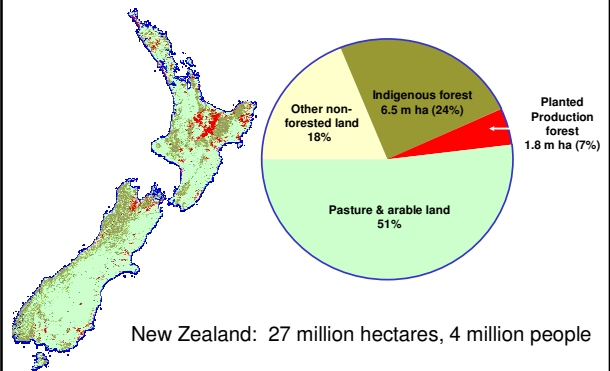 Indigenous forest
6.5 m ha (24%)
Other non-
forested land
18%
Planted
Production
forest
1.8 m ha (7%)
Pasture & arable land
51%
New Zealand:  27 million hectares, 4 million people